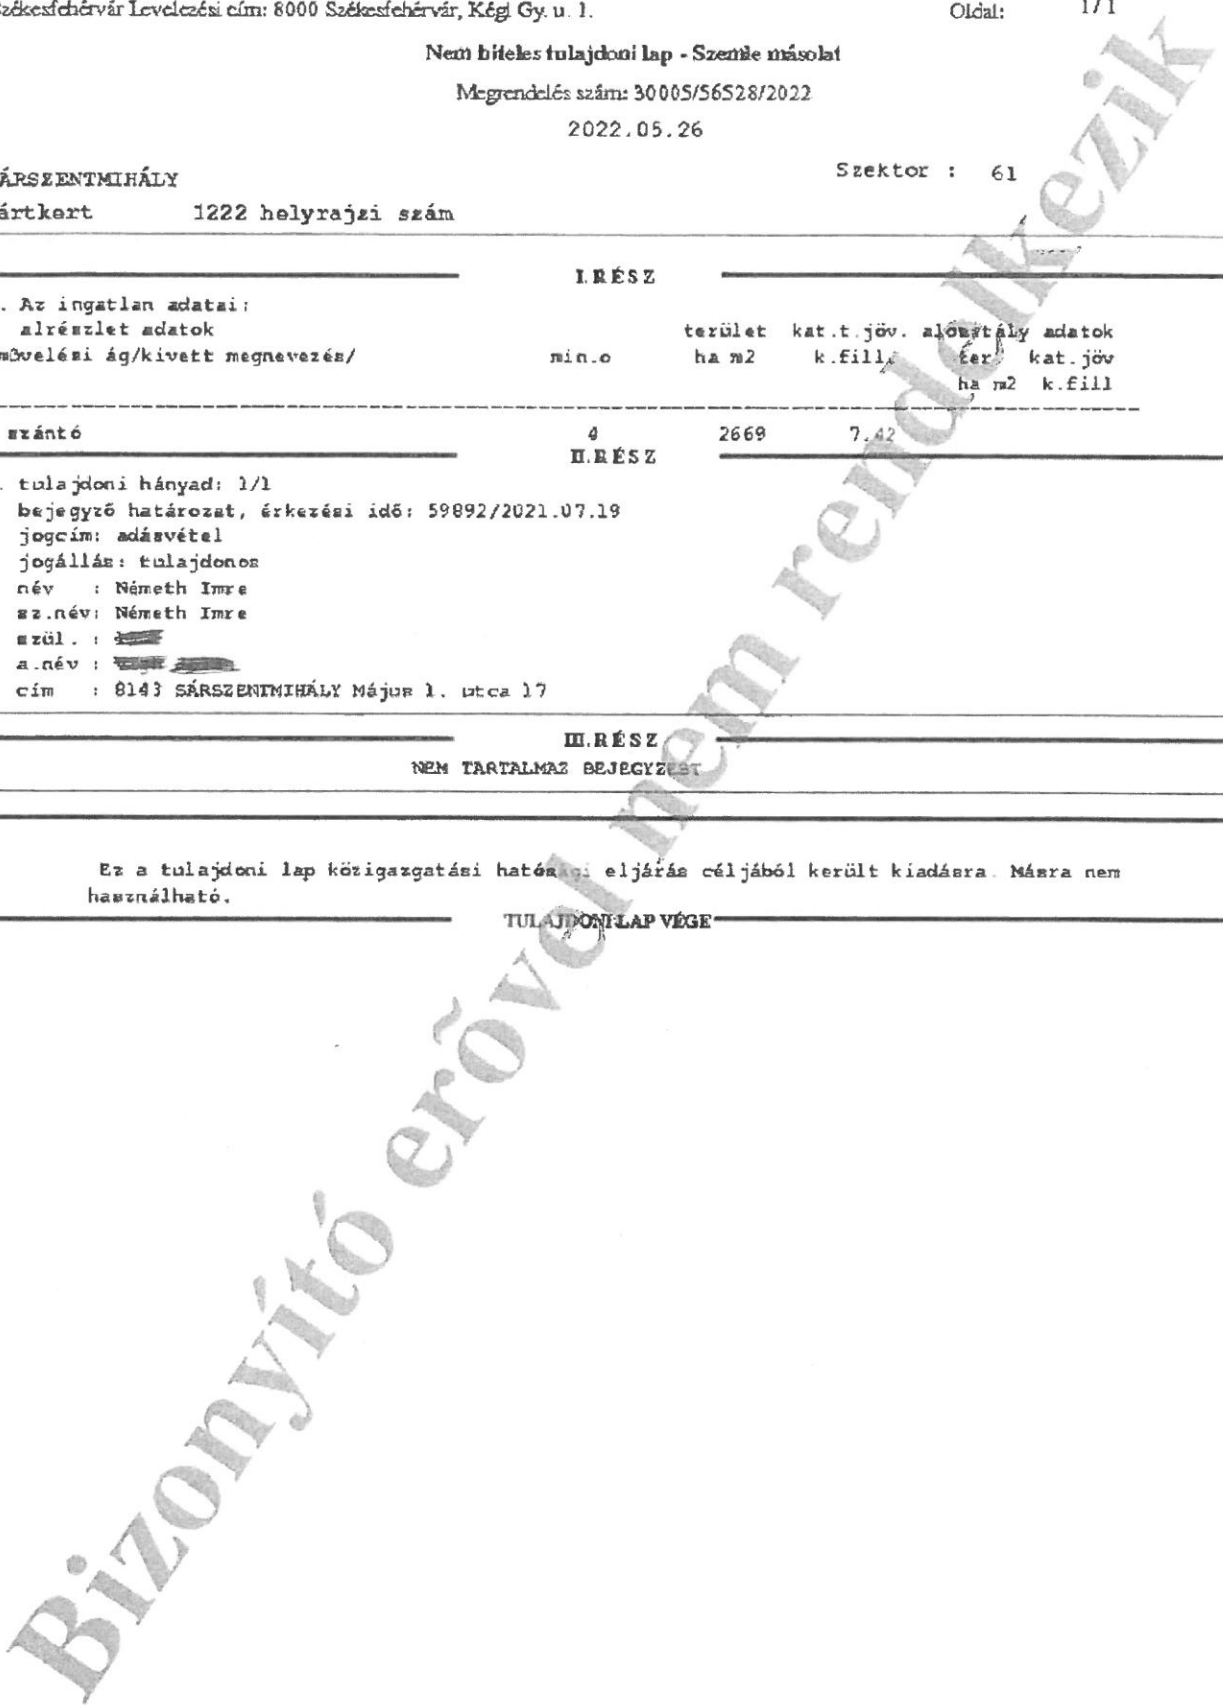 Székesfehérvár Levelezési cím: 8000 Székesfehérvár, Kégl Gy. u. 1.
Oldal: 1/1
Nem hiteles tulajdoni lap - Szemle másolat
Megrendelés szám: 30005/56528/2022
2022.05.26
ÁRSZENTMIHÁLY
Szektor : 61
ártkert 1222 helyrajzi szám
I.RÉSZ
. Az ingatlan adatai:
alrészlet adatok
terület kat.t.jöv. alosztály adatok
művelési ág/kivett megnevezés/ min.o ha m2 k.fill. ter. kat.jöv
ha m2 k.fill
szántó 4 2669 7.42
II.RÉSZ
. tulajdoni hányad: 1/1
bejegyző határozat, érkezési idő: 59892/2021.07.19
jogcím: adásvétel
jogállás: tulajdonos
név : Németh Imre
sz.név: Németh Imre
szül. :
a.név :
cím : 8143 SÁRSZENTMIHÁLY Május 1. utca 17
III.RÉSZ
NEM TARTALMAZ BEJEGYZÉST
Ez a tulajdoni lap közigazgatási hatósági eljárás céljából került kiadásra. Másra nem
használható.
TULAJDONI LAP VÉGE
Bizonyító erõvel nem rendelkezik